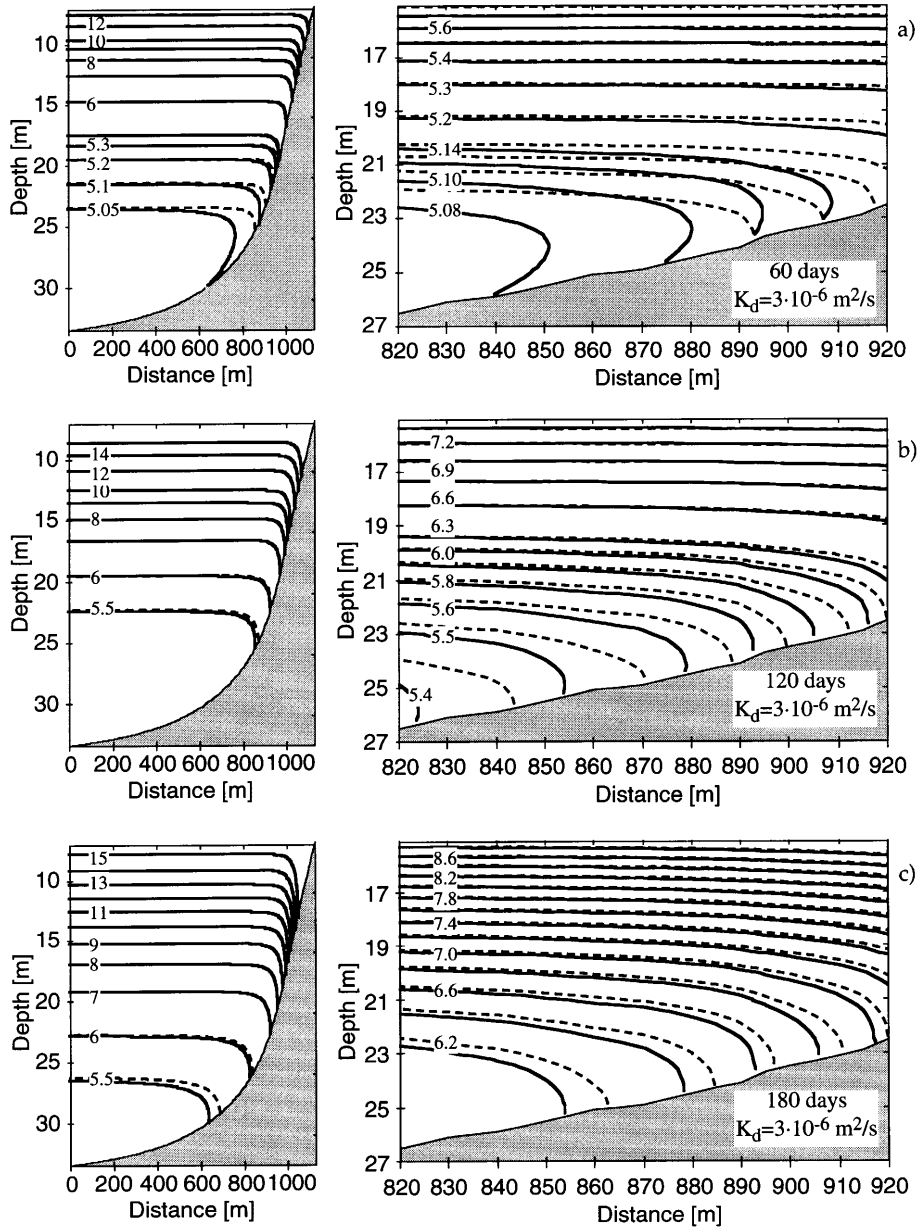 a)
10
15
20
25
30
Depth [m]
12
10
8
6
5.3
5.2
5.1
5.05
0 200 400 600 800 1000
Distance [m]
17
19
21
23
25
27
Depth [m]
5.6
5.4
5.3
5.2
5.14
5.10
5.08
60 days
K_d=3·10^-6 m^2/s
820 830 840 850 860 870 880 890 900 910 920
Distance [m]
b)
10
15
20
25
30
Depth [m]
14
12
10
8
6
5.5
0 200 400 600 800 1000
Distance [m]
17
19
21
23
25
27
Depth [m]
7.2
6.9
6.6
6.3
6.0
5.8
5.6
5.5
5.4
120 days
K_d=3·10^-6 m^2/s
820 830 840 850 860 870 880 890 900 910 920
Distance [m]
c)
10
15
20
25
30
Depth [m]
15
13
11
9
8
7
6
5.5
0 200 400 600 800 1000
Distance [m]
17
19
21
23
25
27
Depth [m]
8.6
8.2
7.8
7.4
7.0
6.6
6.2
180 days
K_d=3·10^-6 m^2/s
820 830 840 850 860 870 880 890 900 910 920
Distance [m]